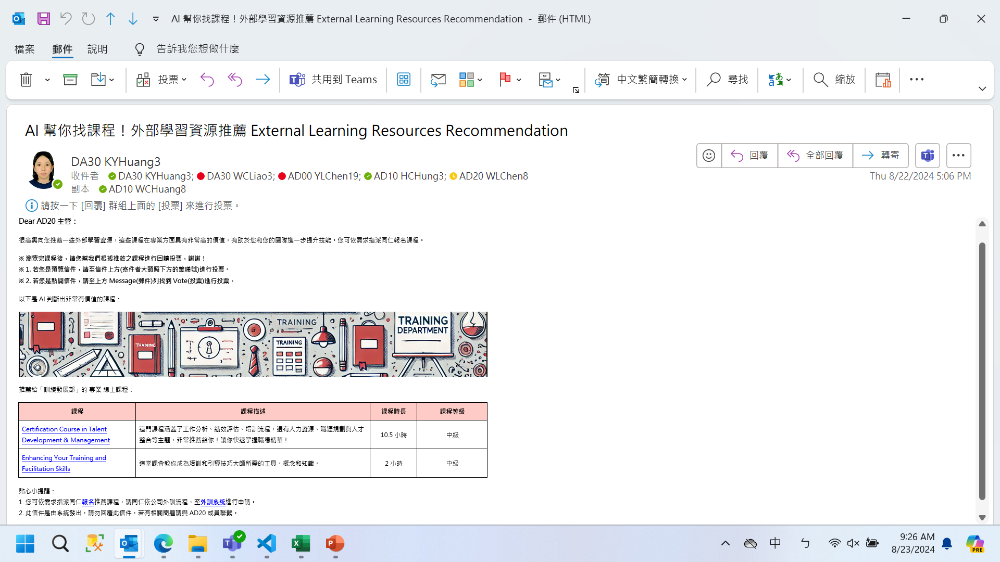 AI 幫你找課程！外部學習資源推薦 External Learning Resources Recommendation  -  郵件 (HTML)
檔案 郵件 說明 告訴我您想做什麼
投票 共用到 Teams 中文繁簡轉換 尋找 縮放
AI 幫你找課程！外部學習資源推薦 External Learning Resources Recommendation
DA30 KYHuang3
回覆 全部回覆 轉寄
收件者 DA30 KYHuang3; DA30 WCLiao3; AD00 YLChen19; AD10 HCHung3; AD20 WLChen8
Thu 8/22/2024 5:06 PM
副本 AD10 WCHuang8
請按一下 [回覆] 群組上面的 [投票] 來進行投票。
Dear AD20 主管：
很高興向您推薦一些外部學習資源，這些課程在專業方面具有非常高的價值，有助於您和您的團隊進一步提升技能。您可依需求指派同仁報名課程。
※ 瀏覽完課程後，請您幫我們根據推薦之課程進行回饋投票，謝謝！
※ 1. 若您是預覽信件，請至信件上方(寄件者大頭照下方的驚嘆號)進行投票。
※ 2. 若您是點開信件，請至上方 Message(郵件)列找到 Vote(投票)進行投票。
以下是 AI 判斷出非常有價值的課程：
TRAINING
TRAINING
DEPARTMENT
TRAINING
TRAINING
推薦給「訓練發展部」的 專業 線上課程：
課程 課程描述 課程時長 課程等級
Certification Course in Talent
Development & Management
這門課程涵蓋了工作分析、績效評估、培訓流程，還有人力資源、職涯規劃與人才
整合等主題，非常推薦給你！讓你快速掌握職場精華！
10.5 小時 中級
Enhancing Your Training and
Facilitation Skills
這堂課會教你成為培訓和引導技巧大師所需的工具、概念和知識。
2 小時 中級
貼心小提醒：
1. 您可依需求指派同仁報名推薦課程，請同仁依公司外訓流程，至外訓系統進行申請。
2. 此信件是由系統發出，請勿回覆此信件，若有相關問題請與 AD20 成員聯繫。
中 ㄅ
9:26 AM
8/23/2024
PRE